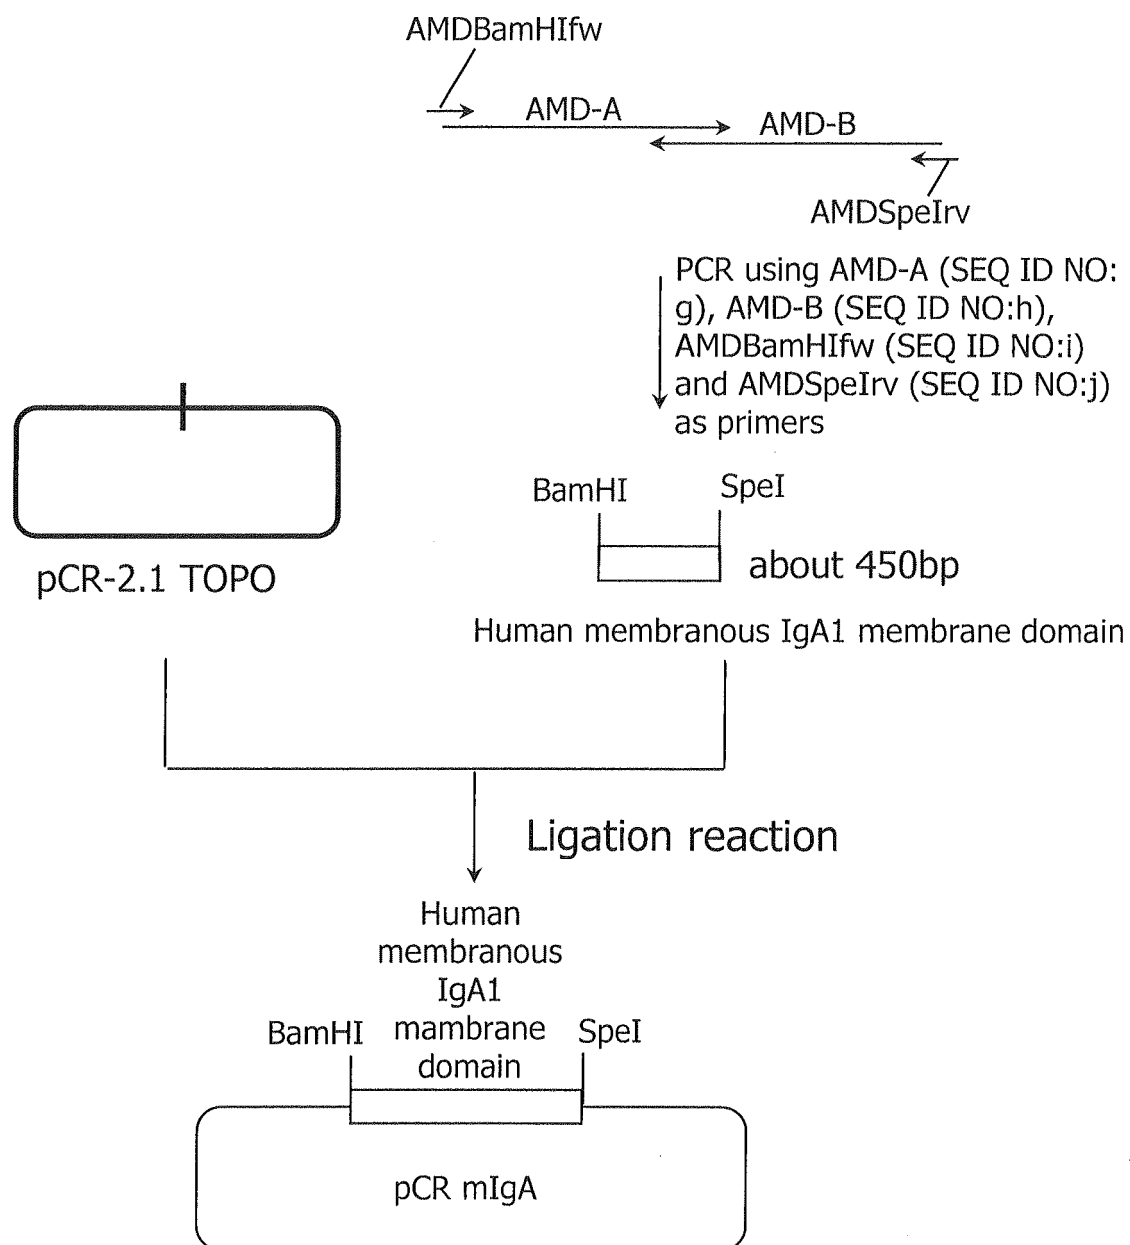 AMDBamHIfw
AMD-A
AMD-B
AMDSpeIrv
PCR using AMD-A (SEQ ID NO:
g), AMD-B (SEQ ID NO:h),
AMDBamHIfw (SEQ ID NO:i)
and AMDSpeIrv (SEQ ID NO:j)
as primers
BamHI
SpeI
about 450bp
pCR-2.1 TOPO
Human membranous IgA1 membrane domain
Ligation reaction
Human
membranous
IgA1
BamHI mambrane SpeI
domain
pCR mIgA